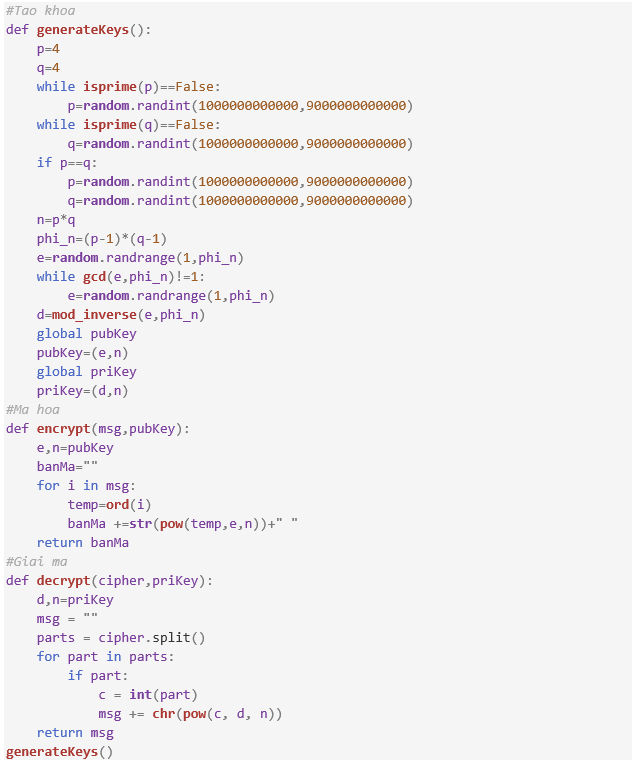 #Tao khoa
def generateKeys():
    p=4
    q=4
    while isprime(p)==False:
        p=random.randint(1000000000000,9000000000000)
    while isprime(q)==False:
        q=random.randint(1000000000000,9000000000000)
    if p==q:
        p=random.randint(1000000000000,9000000000000)
        q=random.randint(1000000000000,9000000000000)
    n=p*q
    phi_n=(p-1)*(q-1)
    e=random.randrange(1,phi_n)
    while gcd(e,phi_n)!=1:
        e=random.randrange(1,phi_n)
    d=mod_inverse(e,phi_n)
    global pubKey
    pubKey=(e,n)
    global priKey
    priKey=(d,n)
#Ma hoa
def encrypt(msg,pubKey):
    e,n=pubKey
    banMa=""
    for i in msg:
        temp=ord(i)
        banMa +=str(pow(temp,e,n))+" "
    return banMa
#Giai ma
def decrypt(cipher,priKey):
    d,n=priKey
    msg = ""
    parts = cipher.split()
    for part in parts:
        if part:
            c = int(part)
            msg += chr(pow(c, d, n))
    return msg
generateKeys()